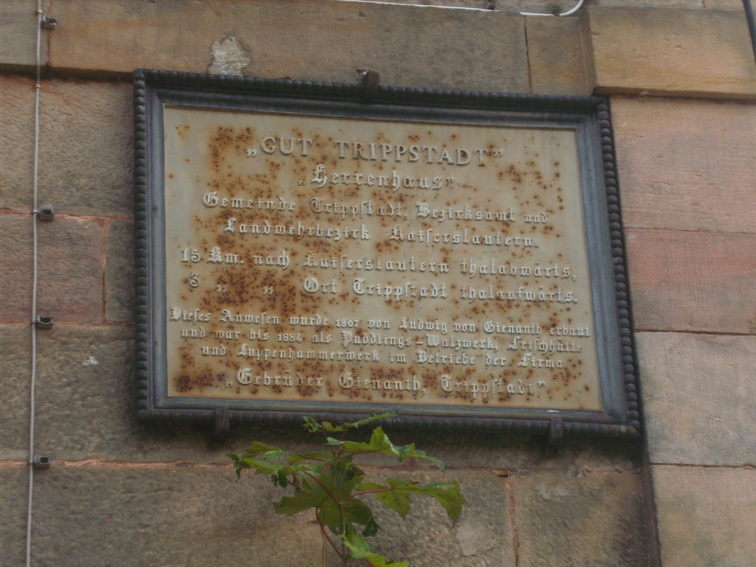 „GUT TRIPPSTADT”
„Herrenhaus”
Gemeinde Trippstadt, Bezirksamt und
Landwehrbezirk Kaiserslautern.
15 Km. nach Kaiserslautern thalabwärts,
3 „ „ Ort Trippstadt thalaufwärts.
Dieses Anwesen wurde 1807 von Ludwig von Gienanth erbaut
und war bis 1884 als Puddlings-Walzwerk, Frischhütte
und Luppenhammerwerk im Betriebe der Firma
„Gebrüder Gienanth, Trippstadt”